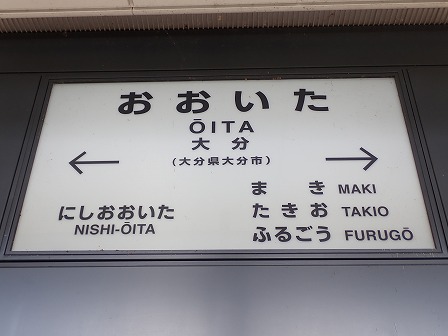 おおいた
ŌITA
大分
(大分県大分市)
← →
にしおおいた
NISHI-ŌITA
まき MAKI
たきお TAKIO
ふるごう FURUGŌ